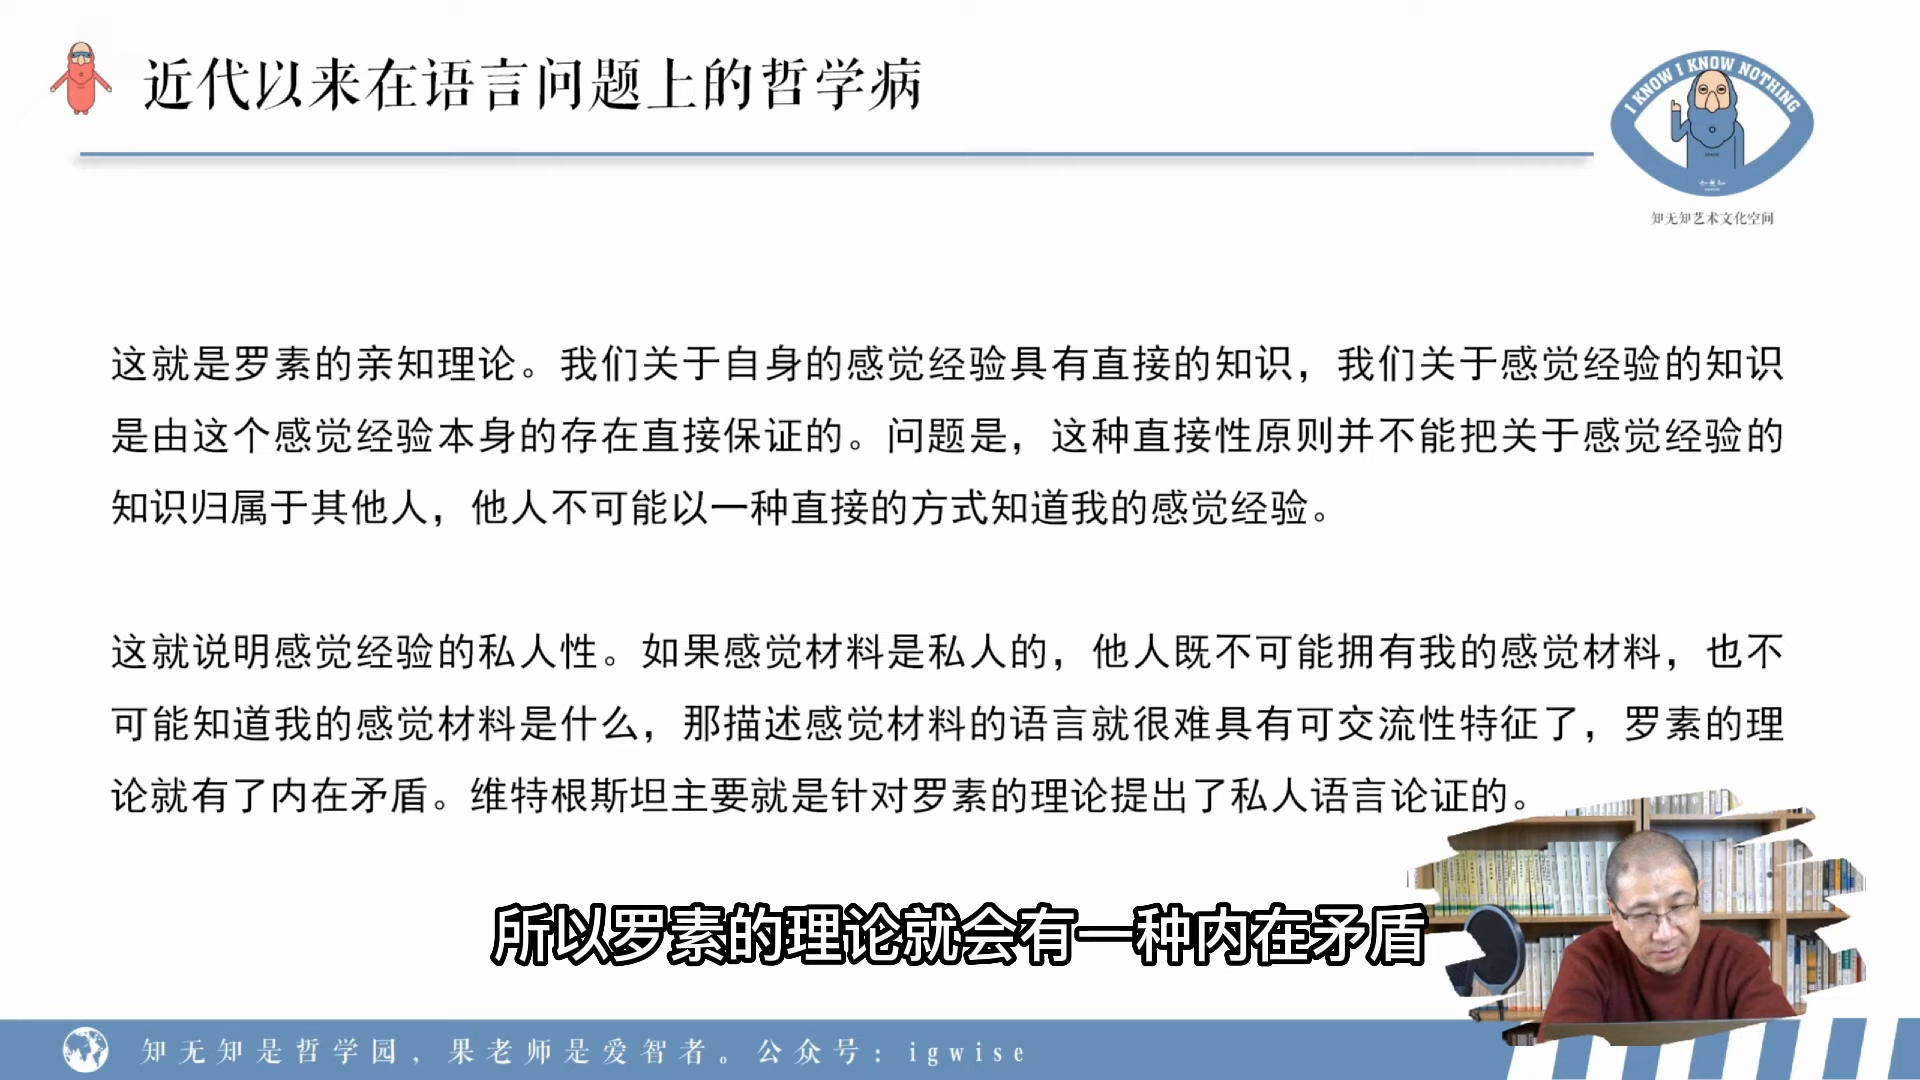 近代以来在语言问题上的哲学病
I KNOW I KNOW NOTHING
知无知艺术文化空间
这就是罗素的亲知理论。我们关于自身的感觉经验具有直接的知识，我们关于感觉经验的知识
是由这个感觉经验本身的存在直接保证的。问题是，这种直接性原则并不能把关于感觉经验的
知识归属于其他人，他人不可能以一种直接的方式知道我的感觉经验。
这就说明感觉经验的私人性。如果感觉材料是私人的，他人既不可能拥有我的感觉材料，也不
可能知道我的感觉材料是什么，那描述感觉材料的语言就很难具有可交流性特征了，罗素的理
论就有了内在矛盾。维特根斯坦主要就是针对罗素的理论提出了私人语言论证的。
所以罗素的理论就会有一种内在矛盾
知无知是哲学园，果老师是爱智者。公众号：igwise